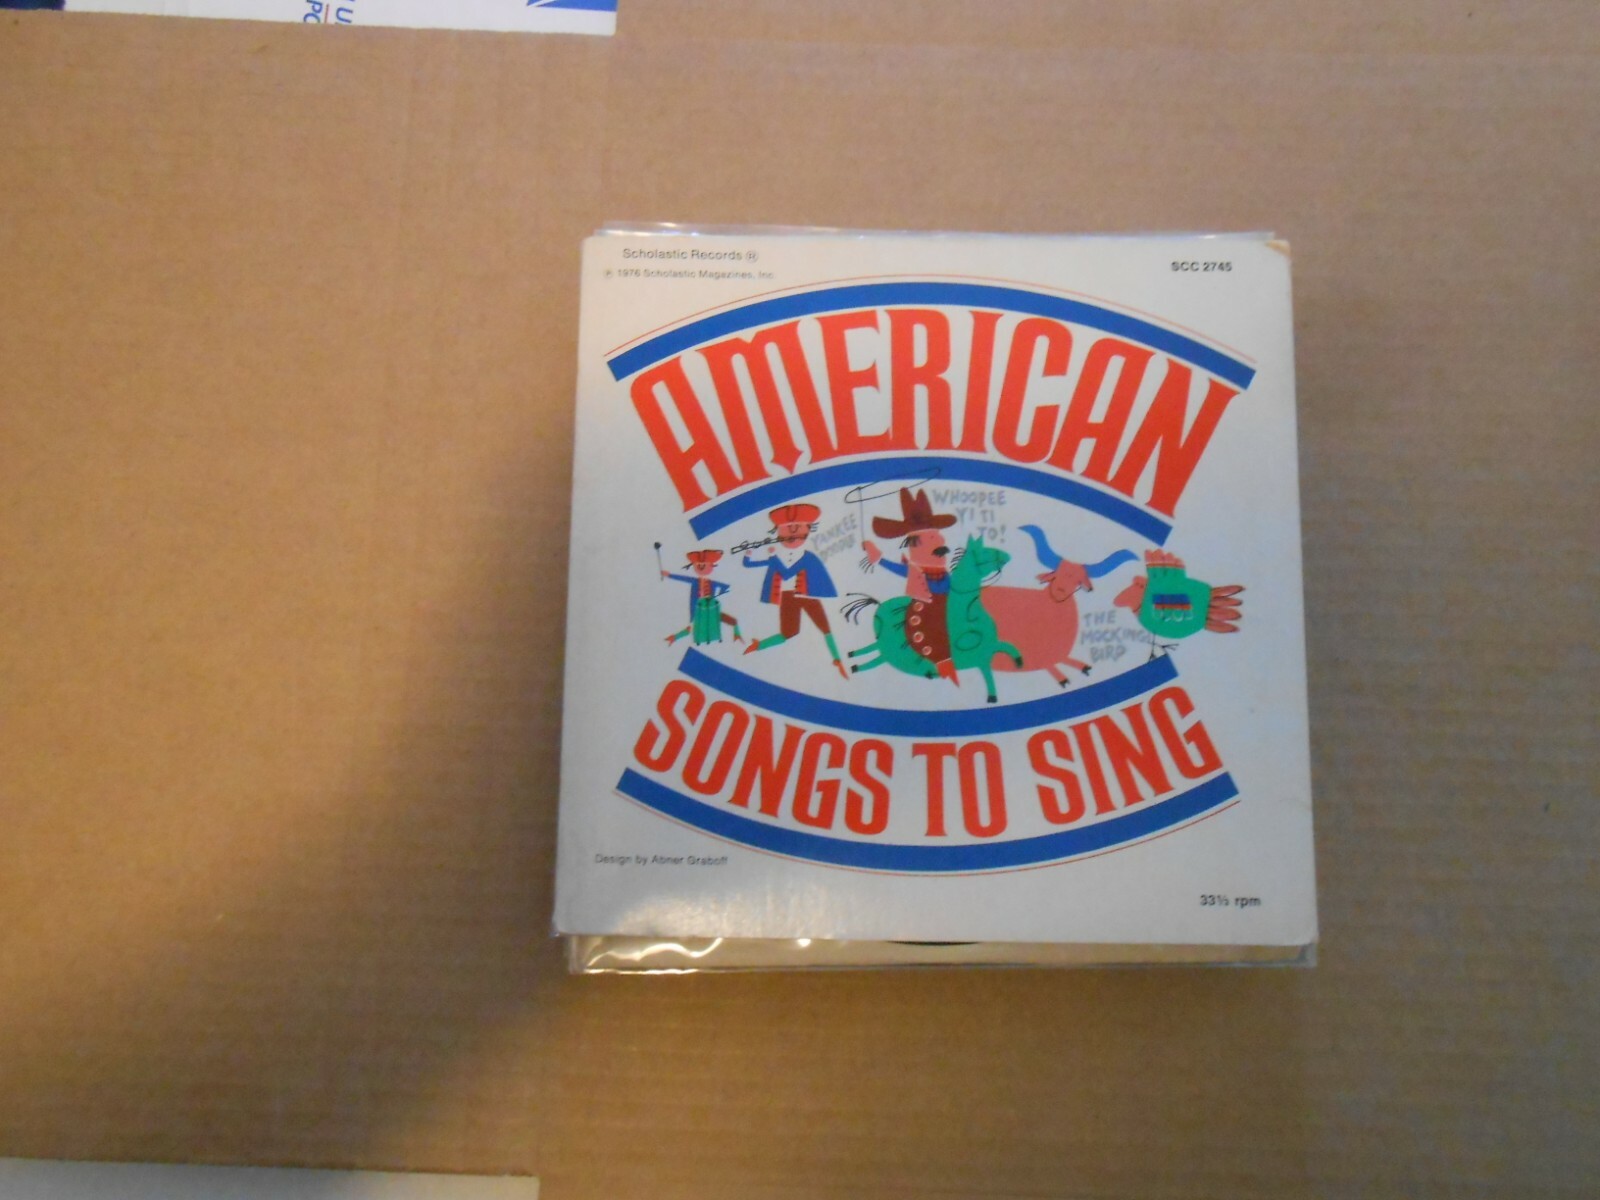 Scholastic Records ®
℗ 1976 Scholastic Magazines, Inc.
SCC 2745
AMERICAN
YANKEE
DOODLE
WHOOPEE
YI TI
YO!
THE
MOCKING
BIRD
SONGS TO SING
Design by Abner Graboff
33⅓ rpm